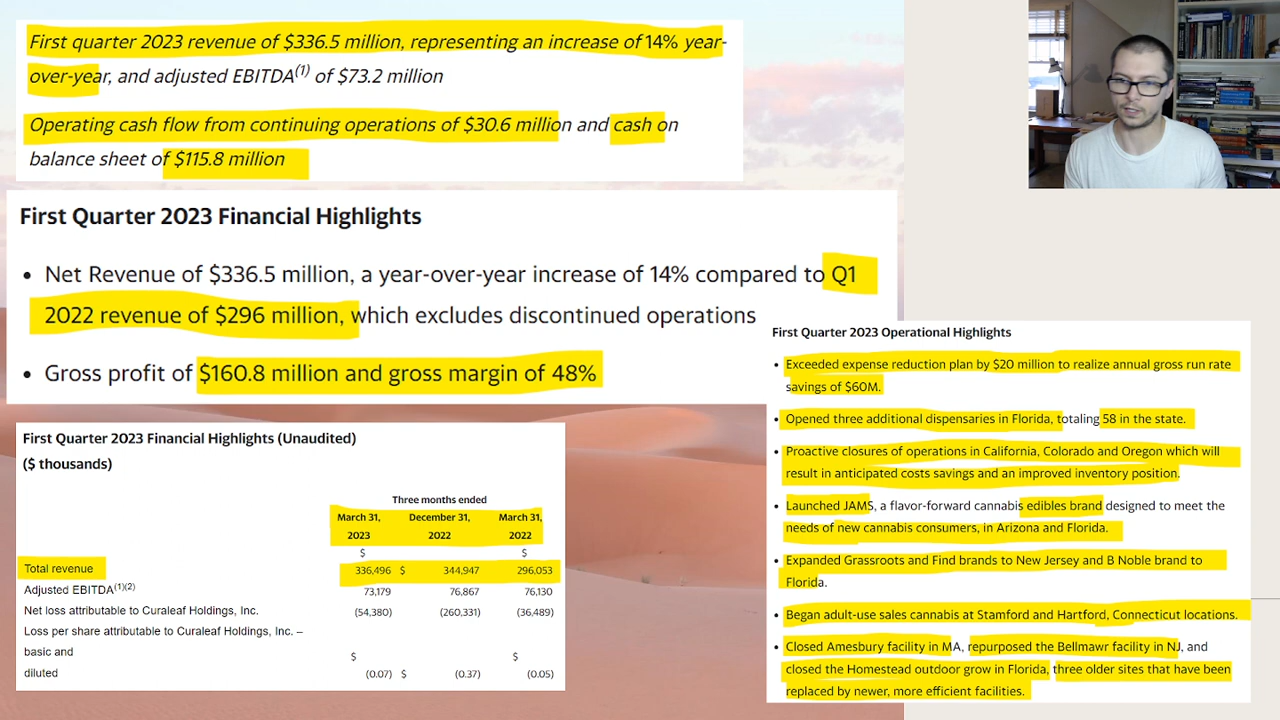 First quarter 2023 revenue of $336.5 million, representing an increase of 14% year-
over-year, and adjusted EBITDA(1) of $73.2 million
Operating cash flow from continuing operations of $30.6 million and cash on
balance sheet of $115.8 million
First Quarter 2023 Financial Highlights
• Net Revenue of $336.5 million, a year-over-year increase of 14% compared to Q1
2022 revenue of $296 million, which excludes discontinued operations
• Gross profit of $160.8 million and gross margin of 48%
First Quarter 2023 Financial Highlights (Unaudited)
($ thousands)
Three months ended
March 31, December 31, March 31,
2023 2022 2022
$ $
Total revenue 336,496 $ 344,947 296,053
Adjusted EBITDA(1)(2) 73,179 76,867 76,130
Net loss attributable to Curaleaf Holdings, Inc. (54,380) (260,331) (36,489)
Loss per share attributable to Curaleaf Holdings, Inc. –
basic and
$ $
diluted (0.07) $ (0.37) (0.05)
First Quarter 2023 Operational Highlights
• Exceeded expense reduction plan by $20 million to realize annual gross run rate
savings of $60M.
• Opened three additional dispensaries in Florida, totaling 58 in the state.
• Proactive closures of operations in California, Colorado and Oregon which will
result in anticipated costs savings and an improved inventory position.
• Launched JAMS, a flavor-forward cannabis edibles brand designed to meet the
needs of new cannabis consumers, in Arizona and Florida.
• Expanded Grassroots and Find brands to New Jersey and B Noble brand to
Florida.
• Began adult-use sales cannabis at Stamford and Hartford, Connecticut locations.
• Closed Amesbury facility in MA, repurposed the Bellmawr facility in NJ, and
closed the Homestead outdoor grow in Florida, three older sites that have been
replaced by newer, more efficient facilities.